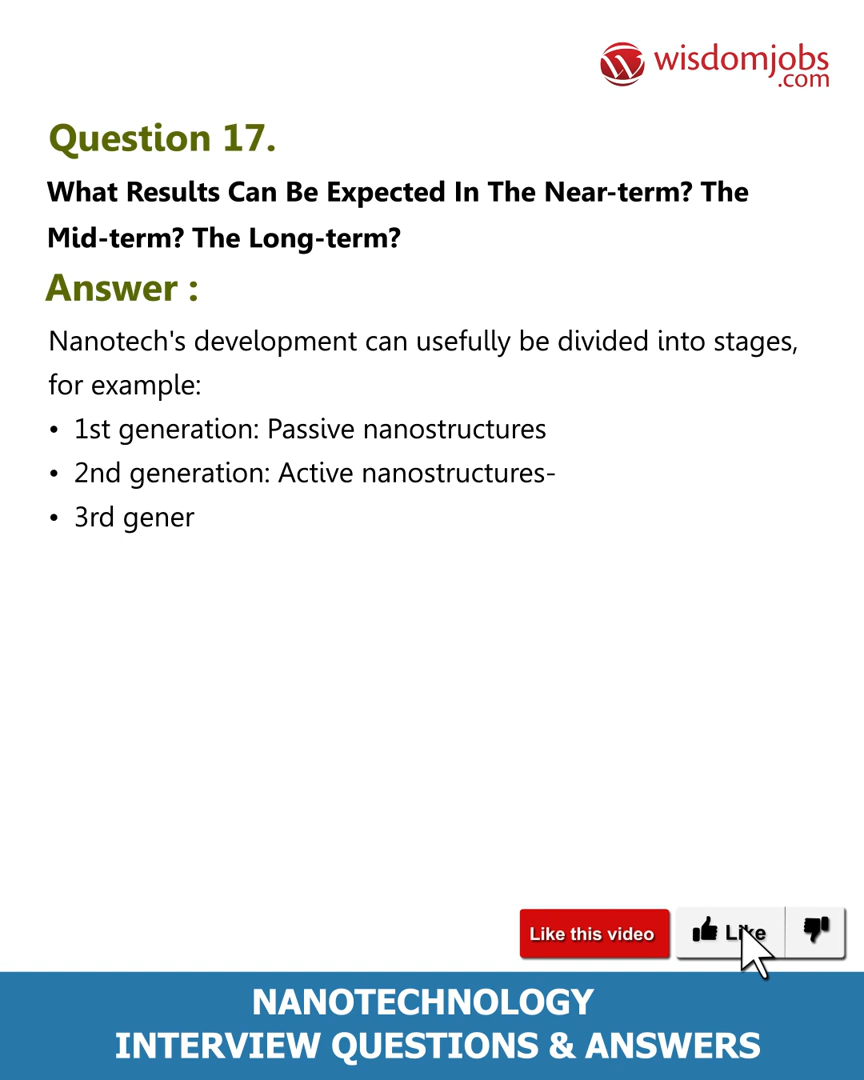 wisdomjobs
.com
Question 17.
What Results Can Be Expected In The Near-term? The
Mid-term? The Long-term?
Answer :
Nanotech's development can usefully be divided into stages,
for example:
• 1st generation: Passive nanostructures
• 2nd generation: Active nanostructures-
• 3rd gener
Like this video
Like
NANOTECHNOLOGY
INTERVIEW QUESTIONS & ANSWERS